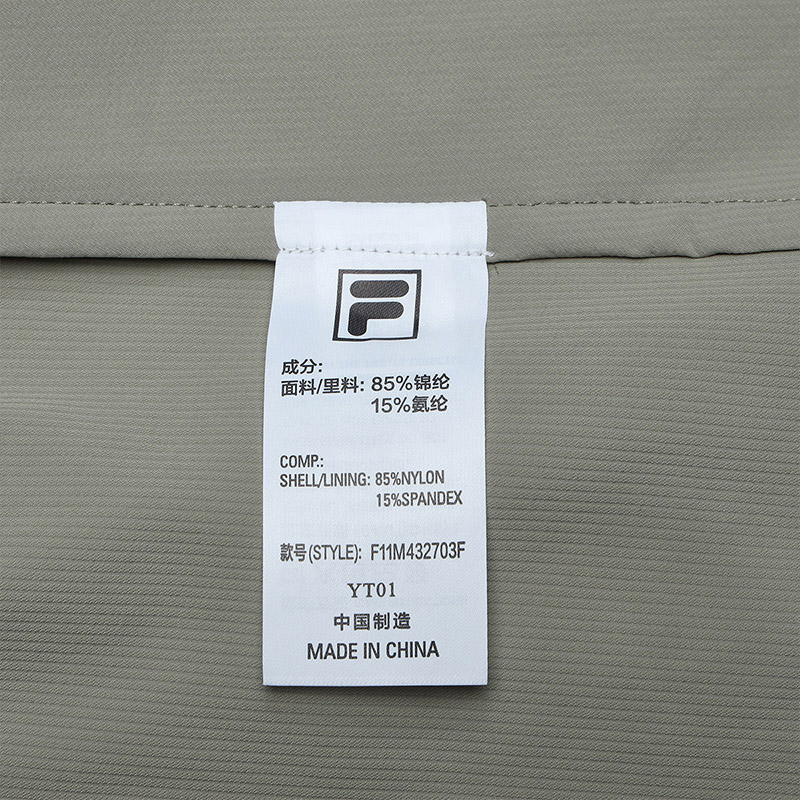 F
成分:
面料/里料: 85%锦纶
15%氨纶
COMP.:
SHELL/LINING: 85%NYLON
15%SPANDEX
款号(STYLE): F11M432703F
YT01
中国制造
MADE IN CHINA